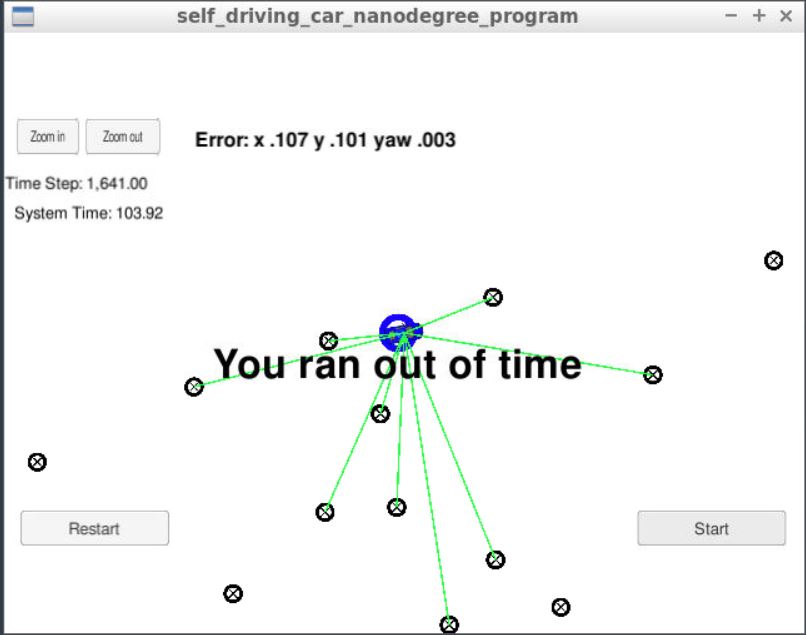 self_driving_car_nanodegree_program
Zoom in
Zoom out
Error: x .107 y .101 yaw .003
Time Step: 1,641.00
System Time: 103.92
You ran out of time
Restart
Start